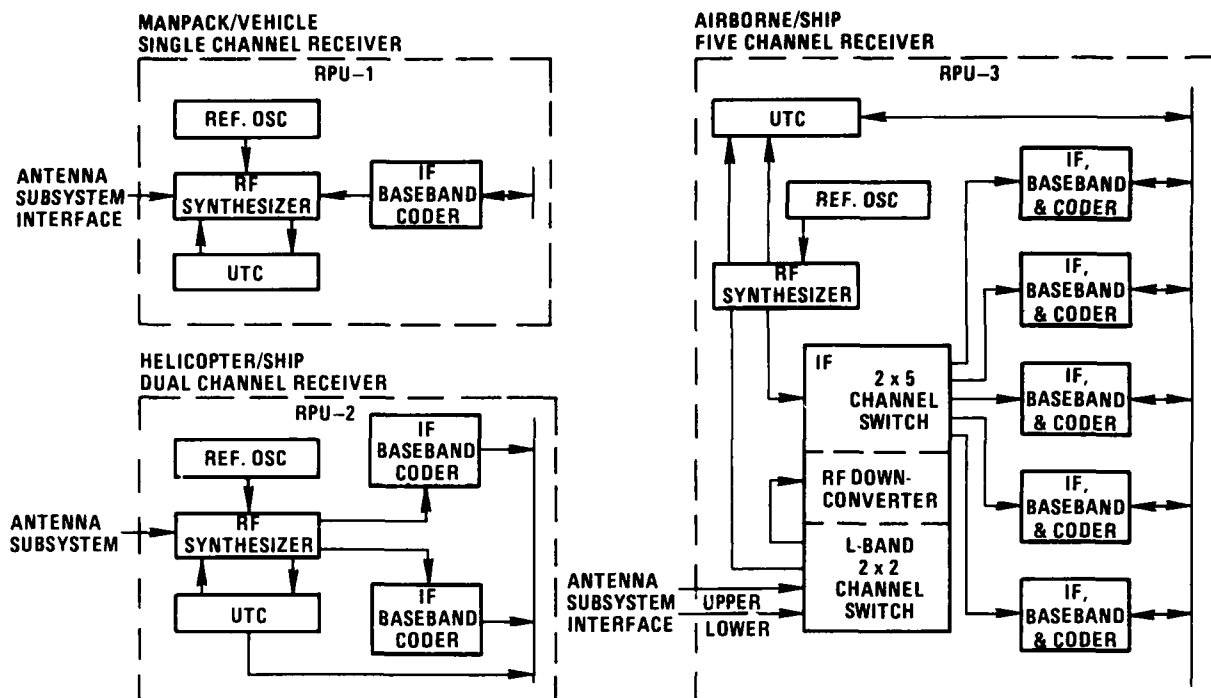 MANPACK/VEHICLE
SINGLE CHANNEL RECEIVER
RPU-1
REF. OSC
ANTENNA
SUBSYSTEM
INTERFACE
RF
SYNTHESIZER
IF
BASEBAND
CODER
UTC
HELICOPTER/SHIP
DUAL CHANNEL RECEIVER
RPU-2
REF. OSC
IF
BASEBAND
CODER
ANTENNA
SUBSYSTEM
RF
SYNTHESIZER
UTC
IF
BASEBAND
CODER
AIRBORNE/SHIP
FIVE CHANNEL RECEIVER
RPU-3
UTC
REF. OSC
RF
SYNTHESIZER
IF
2 x 5
CHANNEL
SWITCH
RF DOWN-
CONVERTER
L-BAND
2 x 2
CHANNEL
SWITCH
ANTENNA
SUBSYSTEM
INTERFACE
UPPER
LOWER
IF,
BASEBAND
& CODER
IF,
BASEBAND
& CODER
IF,
BASEBAND
& CODER
IF,
BASEBAND
& CODER
IF,
BASEBAND
& CODER